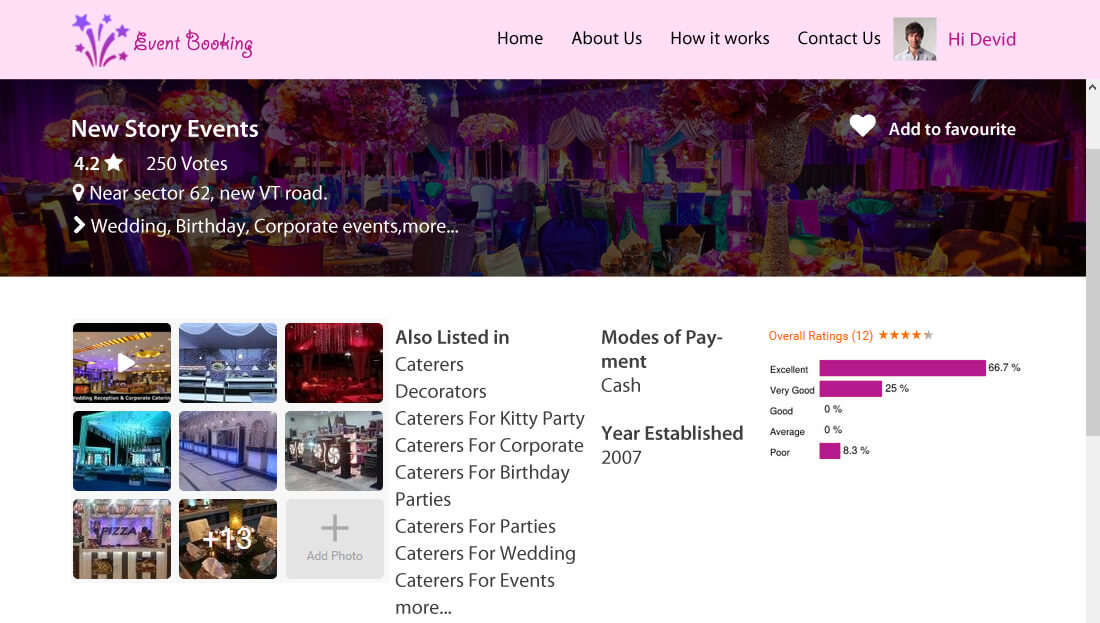 Event Booking
Home
About Us
How it works
Contact Us
Hi Devid
New Story Events
Add to favourite
4.2
250 Votes
Near sector 62, new VT road.
Wedding, Birthday, Corporate events,more...
Wedding Reception & Corporate Catering
PIZZA
+13
Add Photo
Also Listed in
Caterers
Decorators
Caterers For Kitty Party
Caterers For Corporate
Caterers For Birthday
Parties
Caterers For Parties
Caterers For Wedding
Caterers For Events
more...
Modes of Pay-
ment
Cash
Year Established
2007
Overall Ratings (12)
Excellent 66.7 %
Very Good 25 %
Good 0 %
Average 0 %
Poor 8.3 %